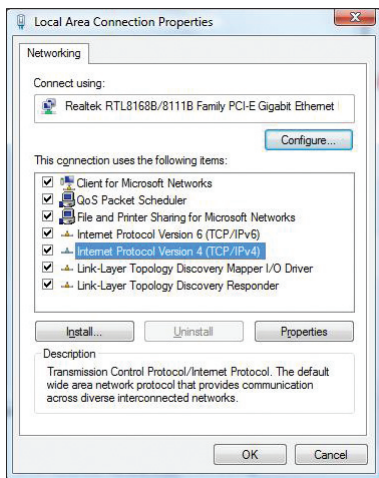 Local Area Connection Properties
Networking
Connect using:
Realtek RTL8168B/8111B Family PCI-E Gigabit Ethernet
Configure...
This connection uses the following items:
Client for Microsoft Networks
QoS Packet Scheduler
File and Printer Sharing for Microsoft Networks
Internet Protocol Version 6 (TCP/IPv6)
Internet Protocol Version 4 (TCP/IPv4)
Link-Layer Topology Discovery Mapper I/O Driver
Link-Layer Topology Discovery Responder
Install...
Uninstall
Properties
Description
Transmission Control Protocol/Internet Protocol. The default
wide area network protocol that provides communication
across diverse interconnected networks.
OK
Cancel